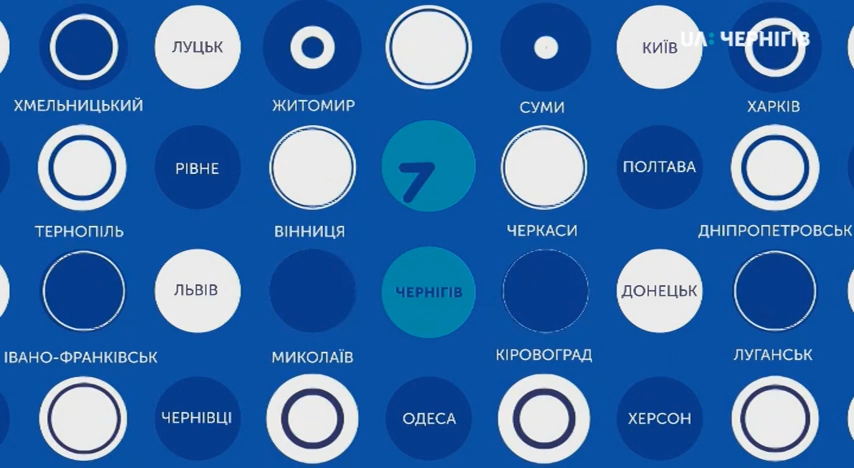 UA: ЧЕРНІГІВ
ЛУЦЬК
КИЇВ
ХМЕЛЬНИЦЬКИЙ
ЖИТОМИР
СУМИ
ХАРКІВ
РІВНЕ
ПОЛТАВА
ТЕРНОПІЛЬ
ВІННИЦЯ
ЧЕРКАСИ
ДНІПРОПЕТРОВСЬК
ЛЬВІВ
ЧЕРНІГІВ
ДОНЕЦЬК
ІВАНО-ФРАНКІВСЬК
МИКОЛАЇВ
КІРОВОГРАД
ЛУГАНСЬК
ЧЕРНІВЦІ
ОДЕСА
ХЕРСОН